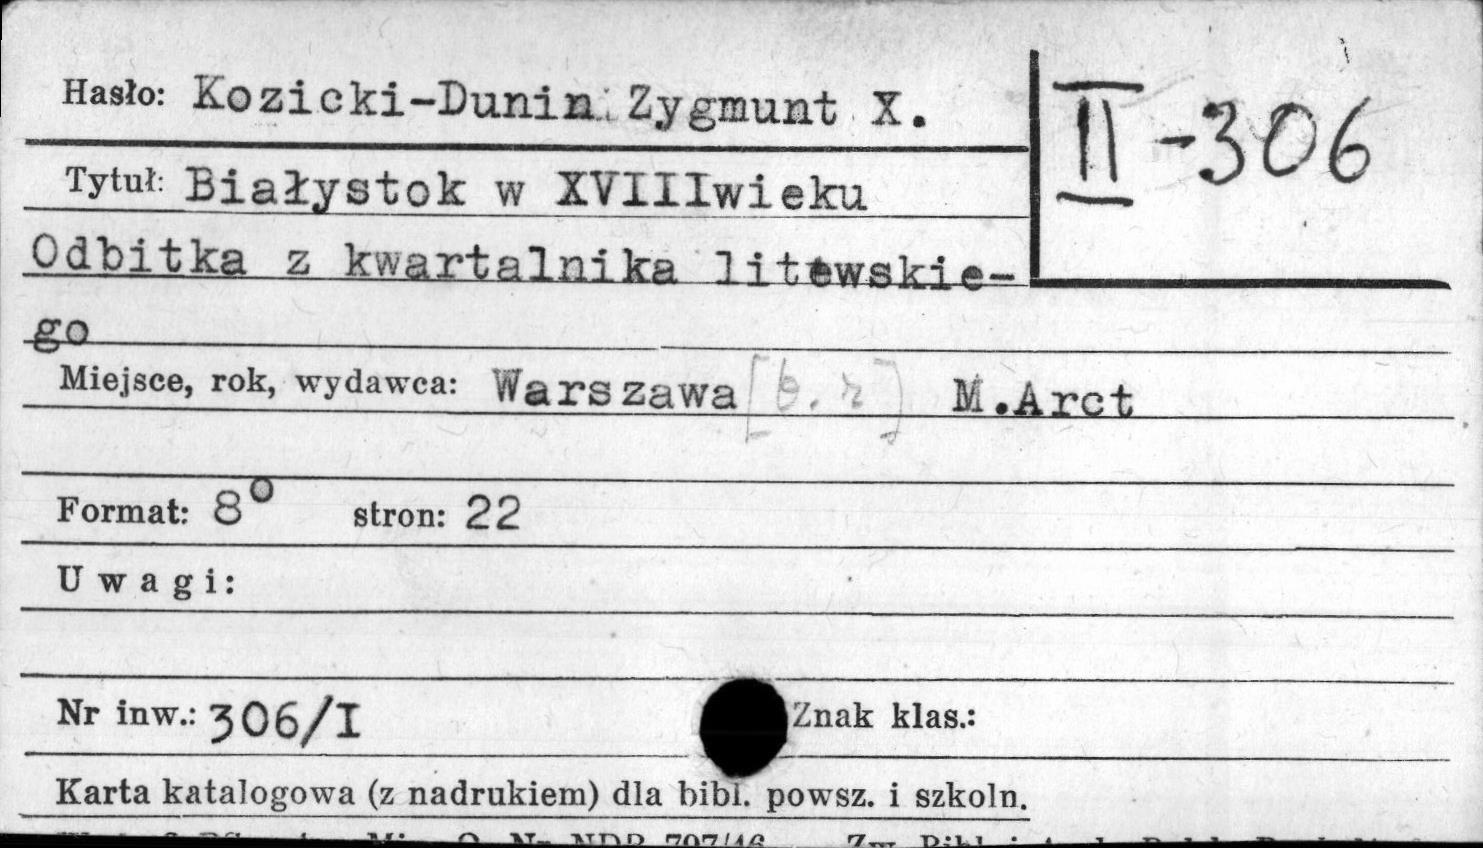 Hasło: Kozicki-Dunin Zygmunt X.
II-306
Tytuł: Białystok w XVIIIwieku
Odbitka z kwartalnika litewskie-
go
Miejsce, rok, wydawca: Warszawa [b. r] M.Arct
Format: 8° stron: 22
Uwagi:
Nr inw.: 306/I Znak klas.:
Karta katalogowa (z nadrukiem) dla bibl. powsz. i szkoln.